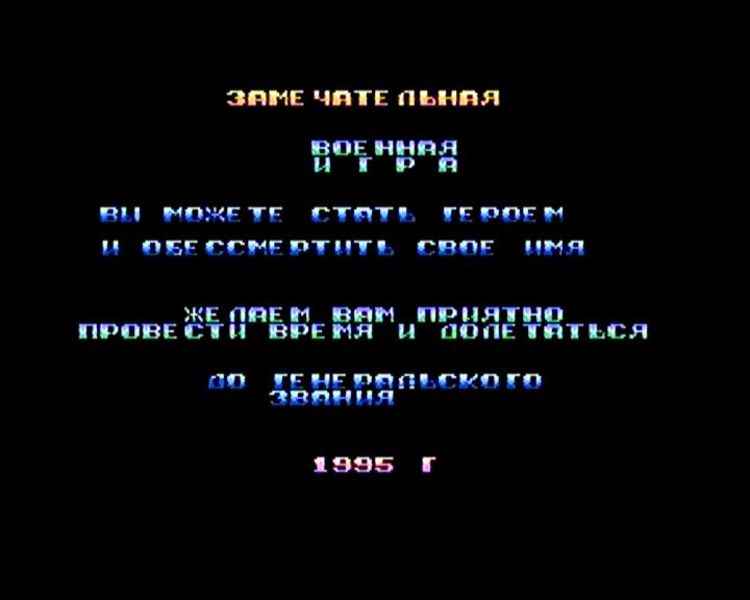 ЗАМЕЧАТЕЛЬНАЯ
ВОЕННАЯ
И Г Р А
ВЫ МОЖЕТЕ СТАТЬ ГЕРОЕМ
И ОБЕССМЕРТИТЬ СВОЕ ИМЯ
ЖЕЛАЕМ ВАМ ПРИЯТНО
ПРОВЕСТИ ВРЕМЯ И ДОЛЕТАТЬСЯ
ДО ГЕНЕРАЛЬСКОГО
ЗВАНИЯ
1995 Г